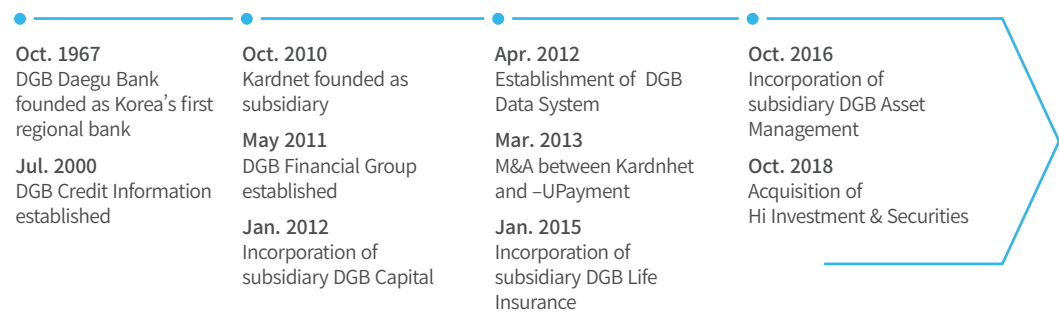 Oct. 1967
DGB Daegu Bank
founded as Korea's first
regional bank
Jul. 2000
DGB Credit Information
established
Oct. 2010
Kardnet founded as
subsidiary
May 2011
DGB Financial Group
established
Jan. 2012
Incorporation of
subsidiary DGB Capital
Apr. 2012
Establishment of  DGB
Data System
Mar. 2013
M&A between Kardnhet
and –UPayment
Jan. 2015
Incorporation of
subsidiary DGB Life
Insurance
Oct. 2016
Incorporation of
subsidiary DGB Asset
Management
Oct. 2018
Acquisition of
Hi Investment & Securities